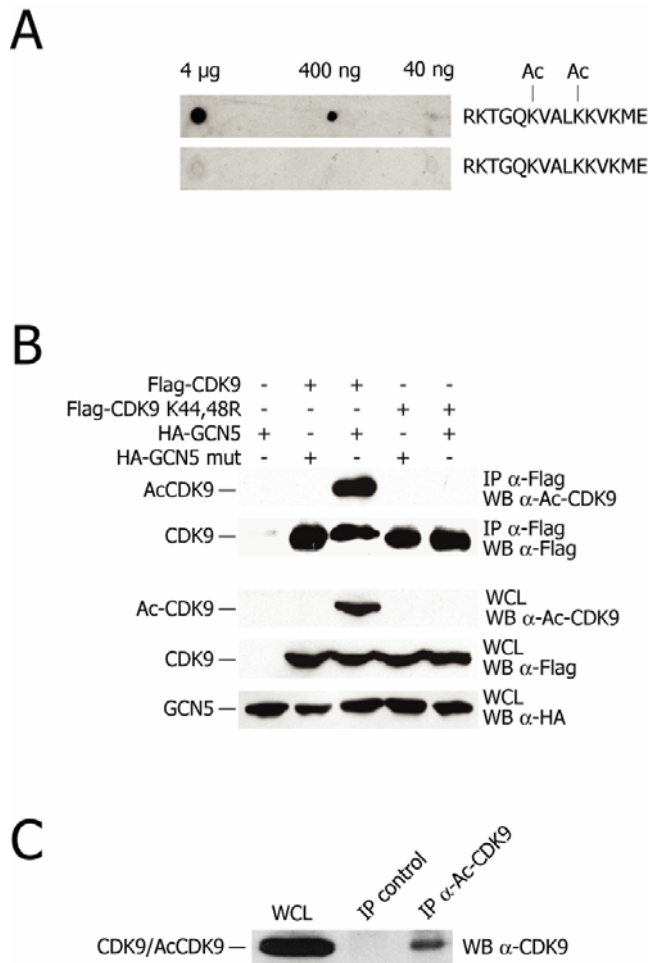 A
4 µg 400 ng 40 ng Ac Ac
RKTGQKVALKKVKME
RKTGQKVALKKVKME
B
Flag-CDK9 - + + - -
Flag-CDK9 K44,48R - - - + +
HA-GCN5 + - + - +
HA-GCN5 mut - + - + -
AcCDK9 IP α-Flag
WB α-Ac-CDK9
CDK9 IP α-Flag
WB α-Flag
Ac-CDK9 WCL
WB α-Ac-CDK9
CDK9 WCL
WB α-Flag
GCN5 WCL
WB α-HA
C
WCL IP control IP α-Ac-CDK9
CDK9/AcCDK9 WB α-CDK9